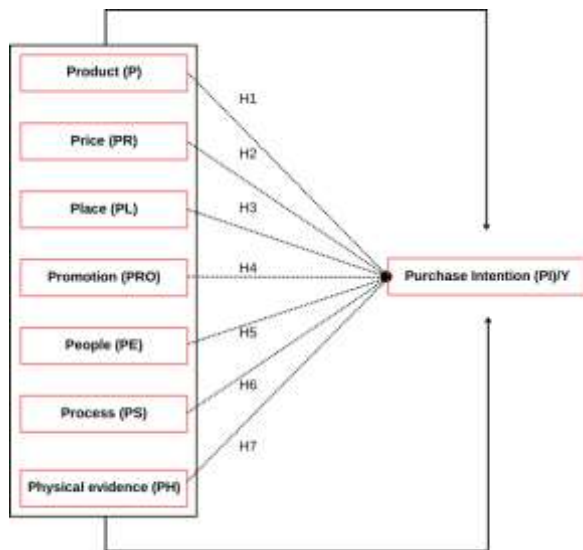 Product (P)
H1
Price (PR)
H2
Place (PL)
H3
Promotion (PRO)
H4
Purchase Intention (PI)/Y
People (PE)
H5
Process (PS)
H6
H7
Physical evidence (PH)